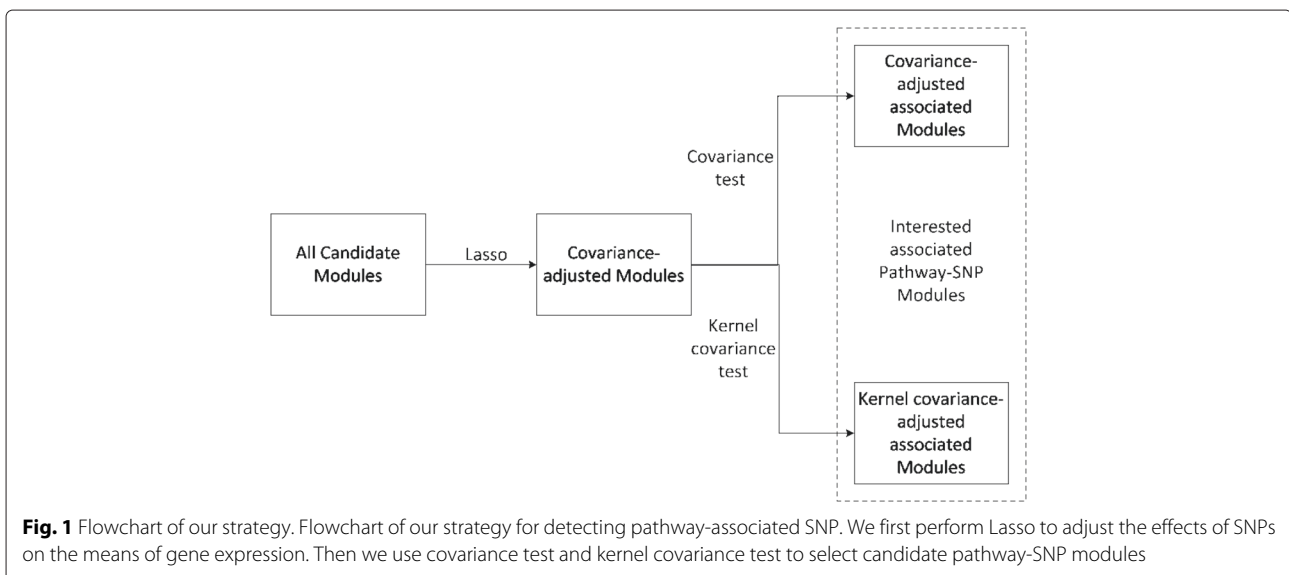 All Candidate
Modules
Lasso
Covariance-
adjusted Modules
Covariance
test
Kernel
covariance
test
Covariance-
adjusted
associated
Modules
Interested
associated
Pathway-SNP
Modules
Kernel covariance-
adjusted
associated
Modules
Fig. 1 Flowchart of our strategy. Flowchart of our strategy for detecting pathway-associated SNP. We first perform Lasso to adjust the effects of SNPs
on the means of gene expression. Then we use covariance test and kernel covariance test to select candidate pathway-SNP modules